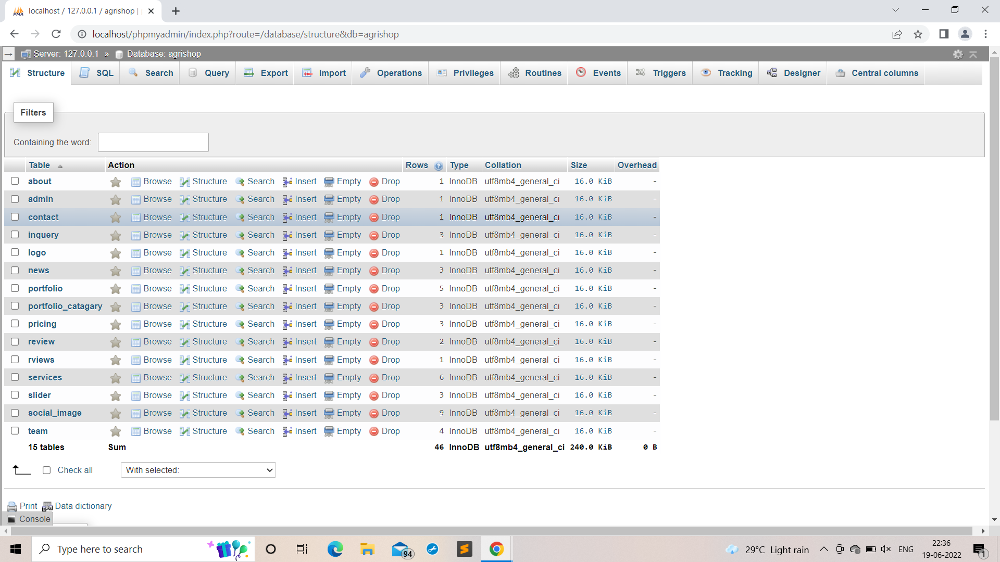 localhost / 127.0.0.1 / agrishop |
localhost/phpmyadmin/index.php?route=/database/structure&db=agrishop
Server: 127.0.0.1 » Database: agrishop
Structure SQL Search Query Export Import Operations Privileges Routines Events Triggers Tracking Designer Central columns
Filters
Containing the word:
Table Action Rows Type Collation Size Overhead
about Browse Structure Search Insert Empty Drop 1 InnoDB utf8mb4_general_ci 16.0 KiB -
admin Browse Structure Search Insert Empty Drop 1 InnoDB utf8mb4_general_ci 16.0 KiB -
contact Browse Structure Search Insert Empty Drop 1 InnoDB utf8mb4_general_ci 16.0 KiB -
inquery Browse Structure Search Insert Empty Drop 3 InnoDB utf8mb4_general_ci 16.0 KiB -
logo Browse Structure Search Insert Empty Drop 1 InnoDB utf8mb4_general_ci 16.0 KiB -
news Browse Structure Search Insert Empty Drop 3 InnoDB utf8mb4_general_ci 16.0 KiB -
portfolio Browse Structure Search Insert Empty Drop 5 InnoDB utf8mb4_general_ci 16.0 KiB -
portfolio_catagary Browse Structure Search Insert Empty Drop 3 InnoDB utf8mb4_general_ci 16.0 KiB -
pricing Browse Structure Search Insert Empty Drop 3 InnoDB utf8mb4_general_ci 16.0 KiB -
review Browse Structure Search Insert Empty Drop 2 InnoDB utf8mb4_general_ci 16.0 KiB -
rviews Browse Structure Search Insert Empty Drop 1 InnoDB utf8mb4_general_ci 16.0 KiB -
services Browse Structure Search Insert Empty Drop 6 InnoDB utf8mb4_general_ci 16.0 KiB -
slider Browse Structure Search Insert Empty Drop 3 InnoDB utf8mb4_general_ci 16.0 KiB -
social_image Browse Structure Search Insert Empty Drop 9 InnoDB utf8mb4_general_ci 16.0 KiB -
team Browse Structure Search Insert Empty Drop 4 InnoDB utf8mb4_general_ci 16.0 KiB -
15 tables Sum 46 InnoDB utf8mb4_general_ci 240.0 KiB 0 B
Check all With selected:
Print Data dictionary
Console
Type here to search 94 29°C Light rain ENG 22:36
19-06-2022 1